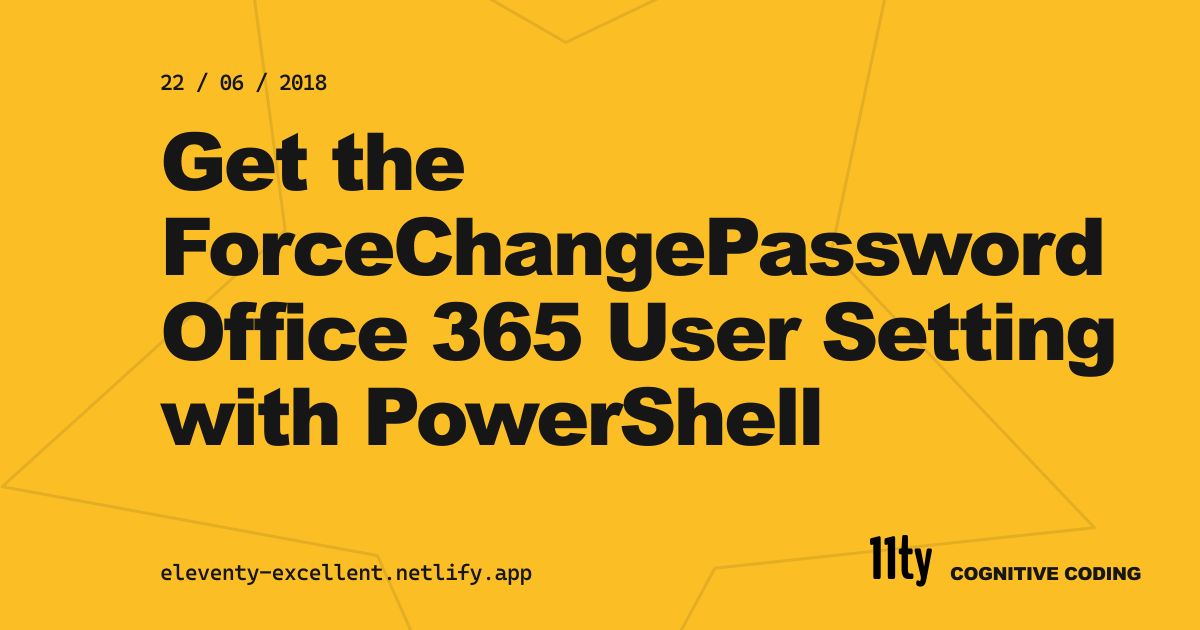 22 / 06 / 2018
Get the
ForceChangePassword
Office 365 User Setting
with PowerShell
eleventy-excellent.netlify.app
11ty
COGNITIVE CODING